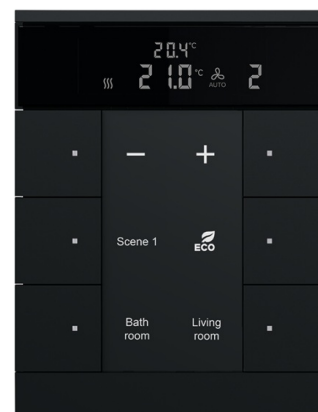 20.4°C
21.0 °C AUTO 2
− +
Scene 1 ECO
Bath room
Living room